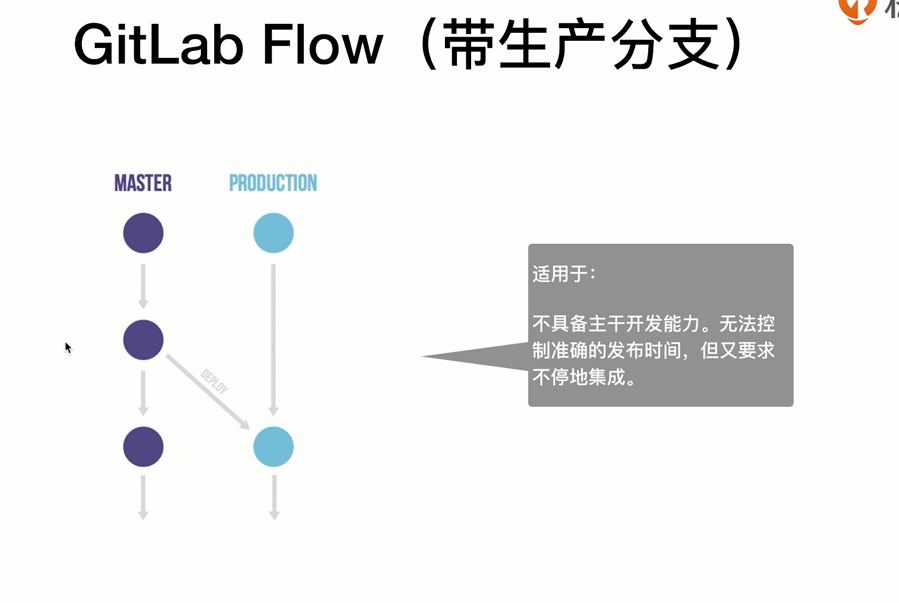 GitLab Flow（带生产分支）
MASTER
PRODUCTION
DEPLOY
适用于：
不具备主干开发能力。无法控
制准确的发布时间，但又要求
不停地集成。